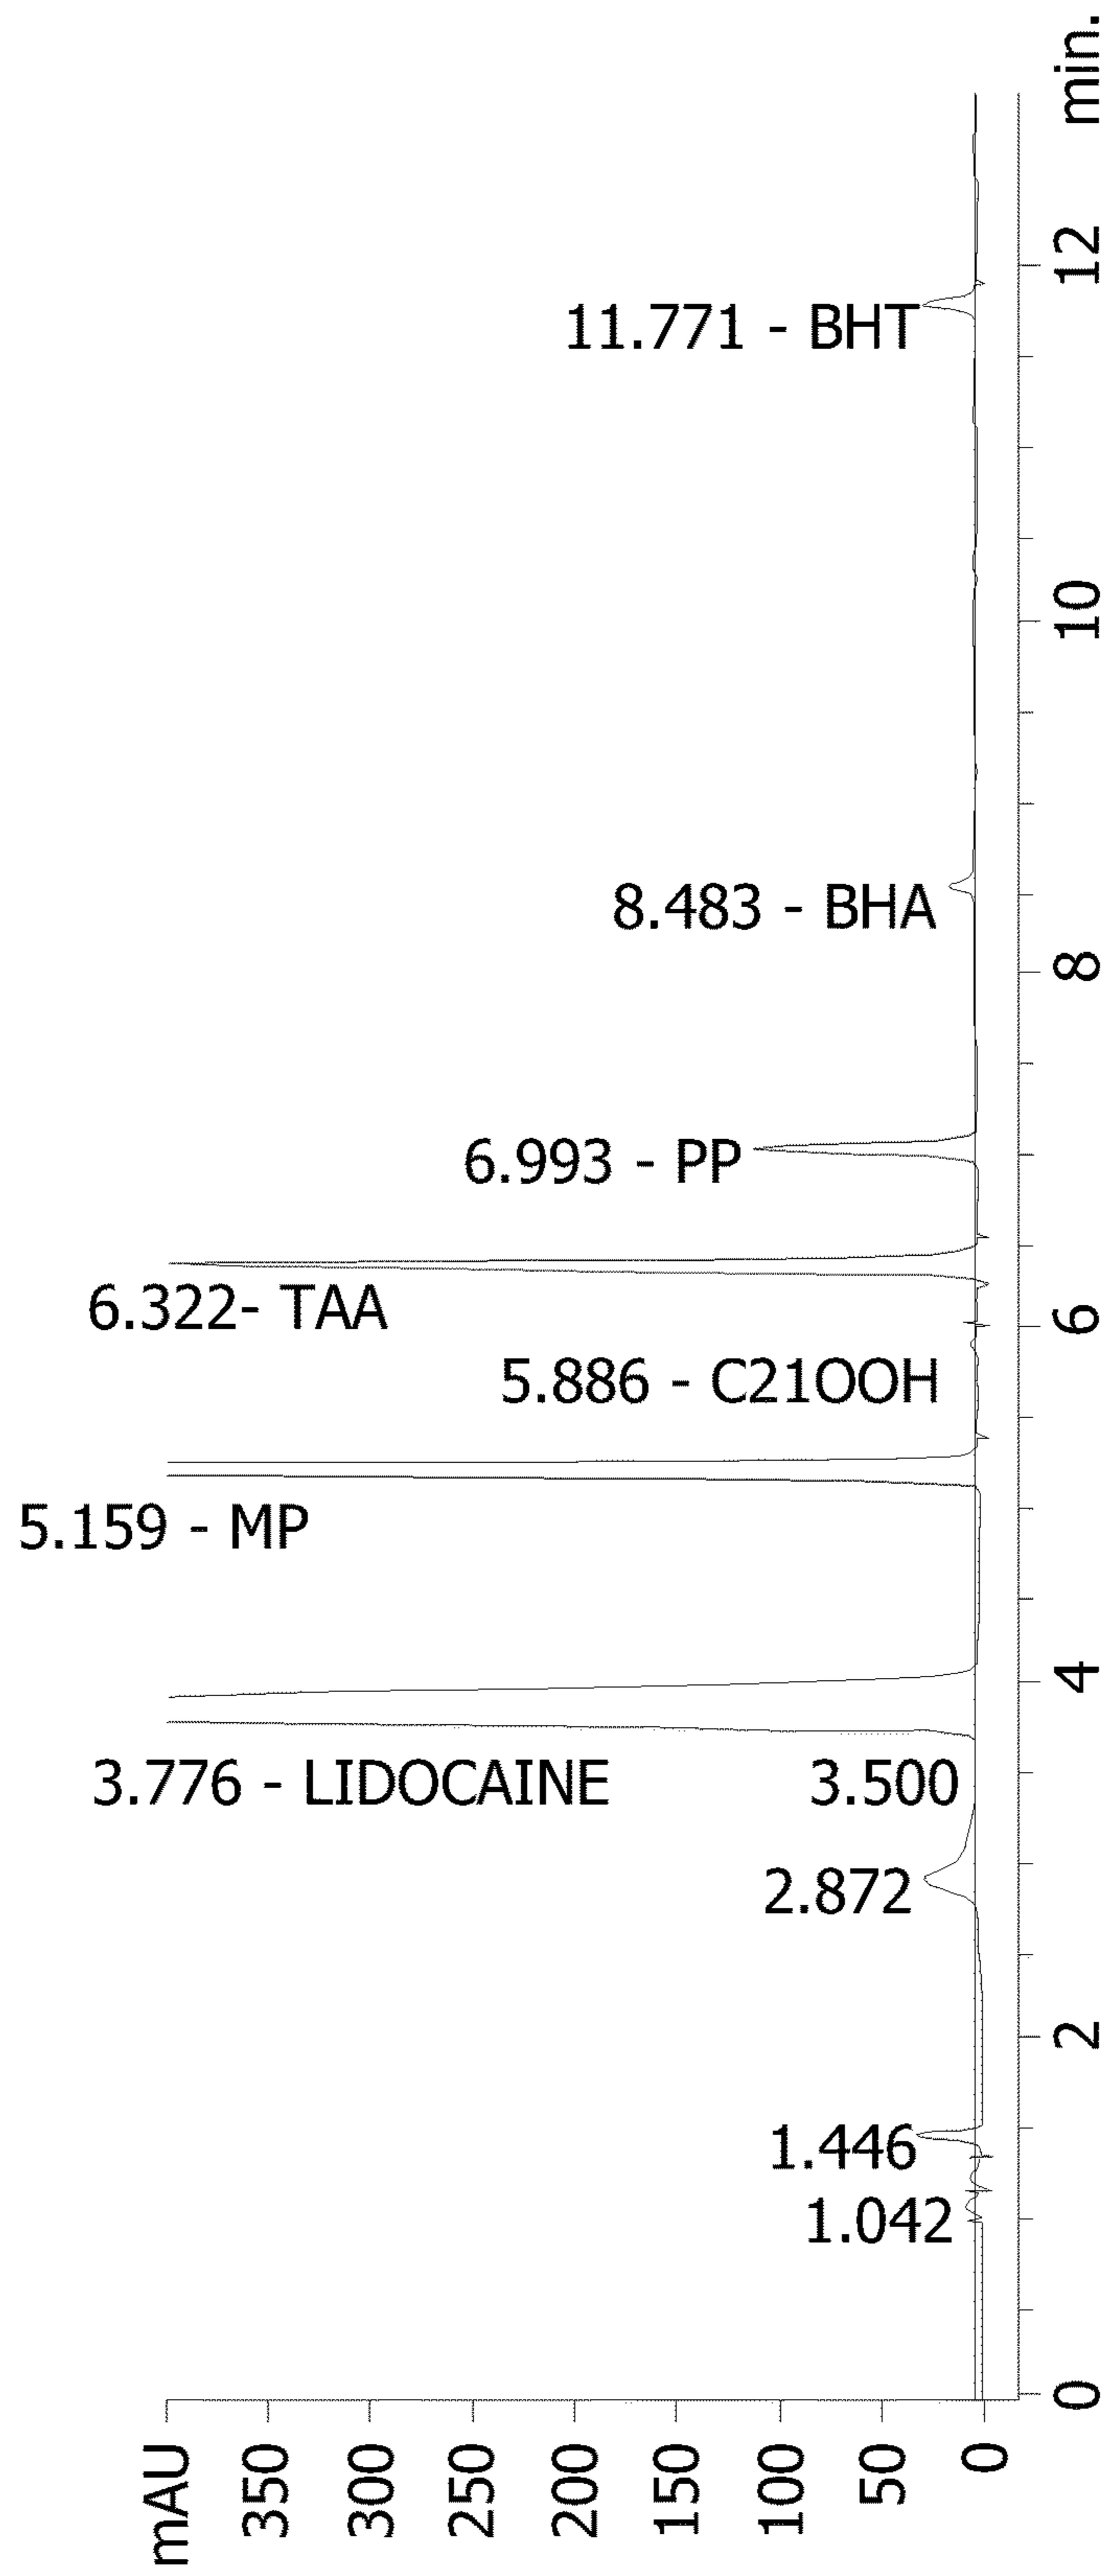 min.
12
11.771 - BHT
10
8.483 - BHA
8
6.993 - PP
6.322- TAA
6
5.886 - C21OOH
5.159 - MP
4
3.776 - LIDOCAINE
3.500
2.872
2
1.446
1.042
0
mAU
350
300
250
200
150
100
50
0